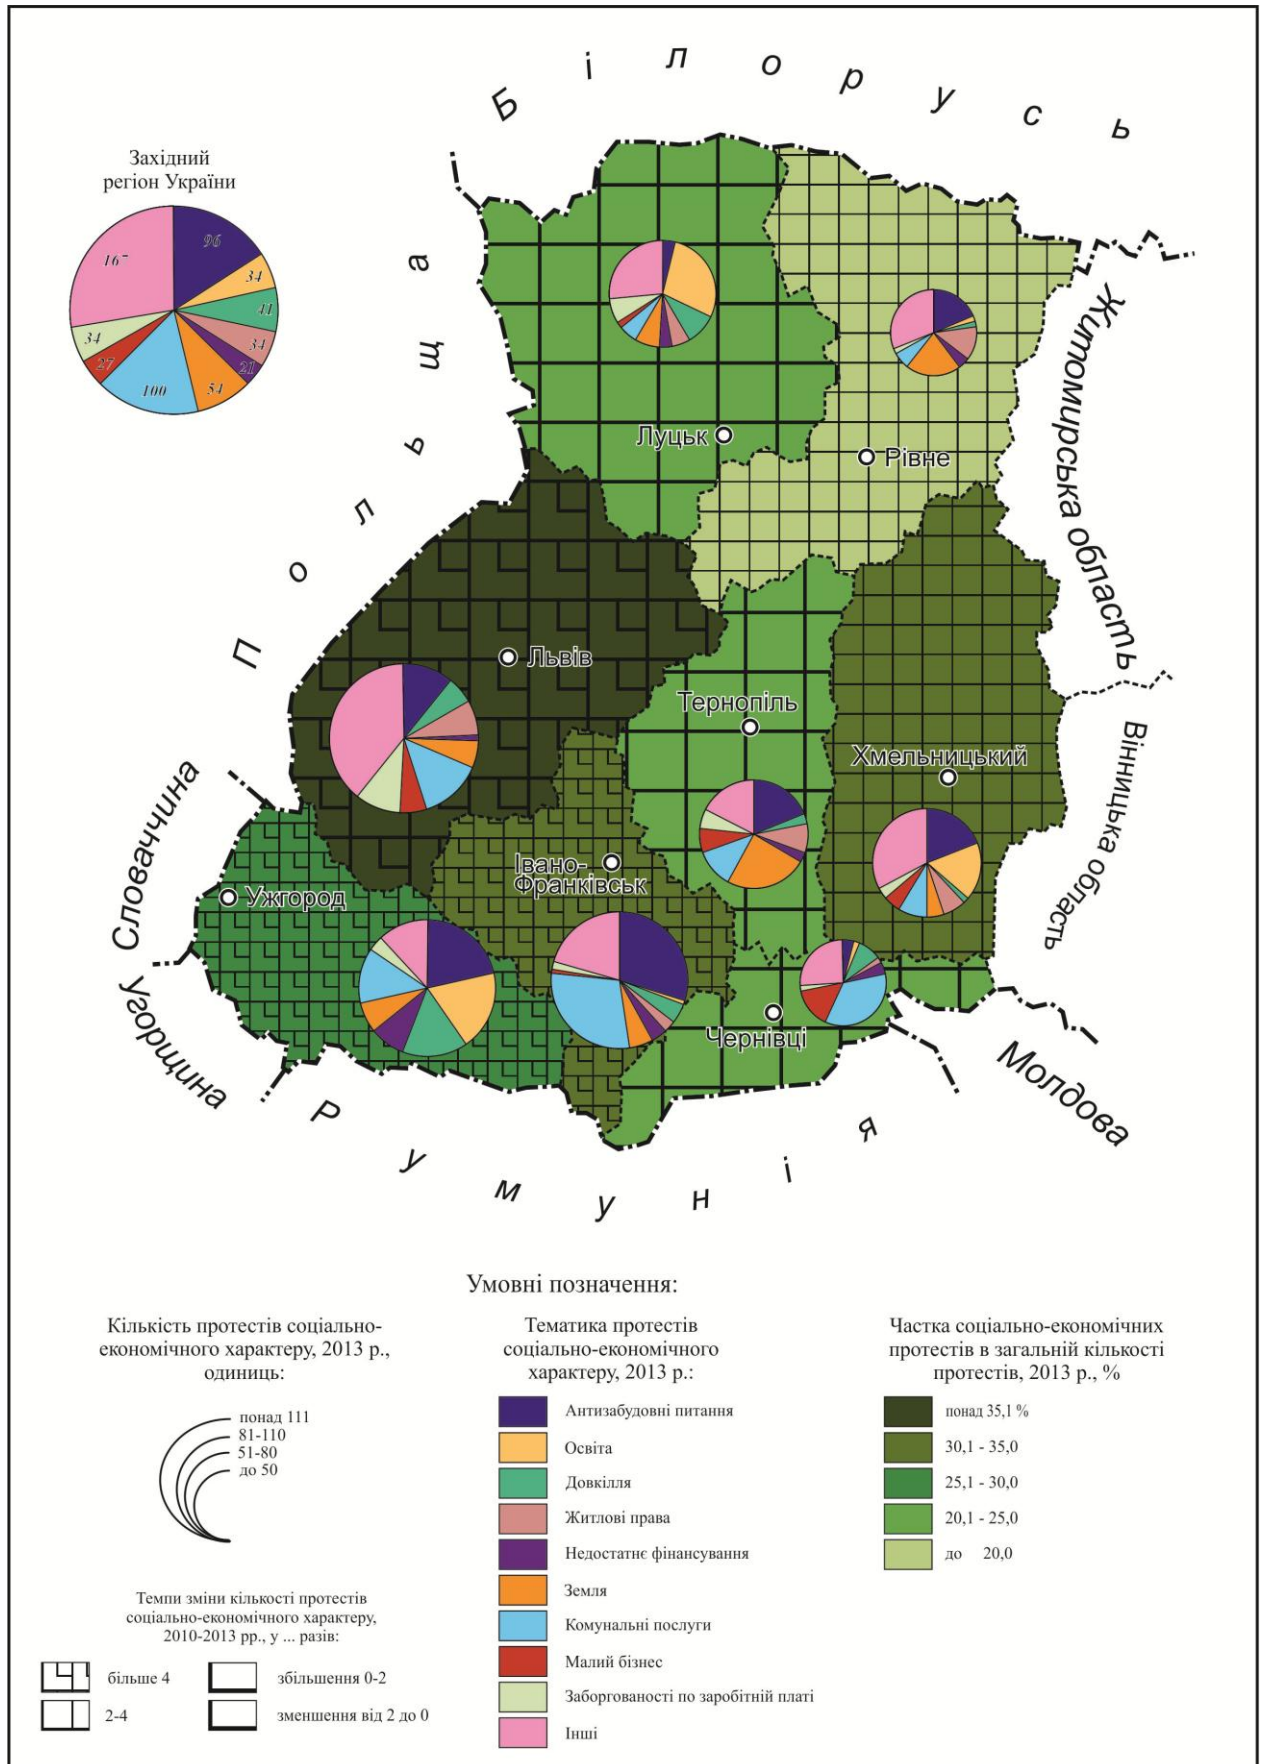 Білорусь
Західний
регіон України
96
34
41
34
21
54
100
27
34
167
Польща
Житомирська область
Луцьк
Рівне
Львів
Тернопіль
Хмельницький
Вінницька область
Словаччина
Ужгород
Івано-
Франківськ
Угорщина
Чернівці
Молдова
Румунія
Умовні позначення:
Кількість протестів соціально-
економічного характеру, 2013 р.,
одиниць:
понад 111
81-110
51-80
до 50
Темпи зміни кількості протестів
соціально-економічного характеру,
2010-2013 рр., у ... разів:
більше 4
2-4
збільшення 0-2
зменшення від 2 до 0
Тематика протестів
соціально-економічного
характеру, 2013 р.:
Антизабудовні питання
Освіта
Довкілля
Житлові права
Недостатнє фінансування
Земля
Комунальні послуги
Малий бізнес
Заборгованості по заробітній платі
Інші
Частка соціально-економічних
протестів в загальній кількості
протестів, 2013 р., %
понад 35,1 %
30,1 - 35,0
25,1 - 30,0
20,1 - 25,0
до 20,0